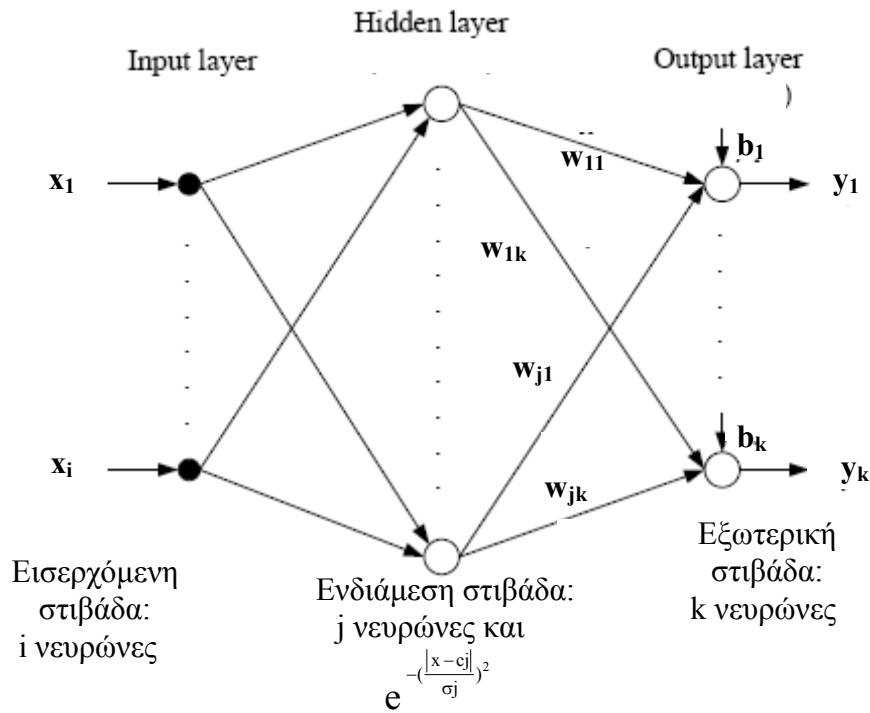 Hidden layer
Input layer
Output layer
)
b1
w11
x1
y1
w1k
wj1
bk
xi
yk
wjk
Εισερχόμενη
στιβάδα:
i νευρώνες
Ενδιάμεση στιβάδα:
j νευρώνες και
e^-(|x-cj|/σj)^2
Εξωτερική
στιβάδα:
k νευρώνες